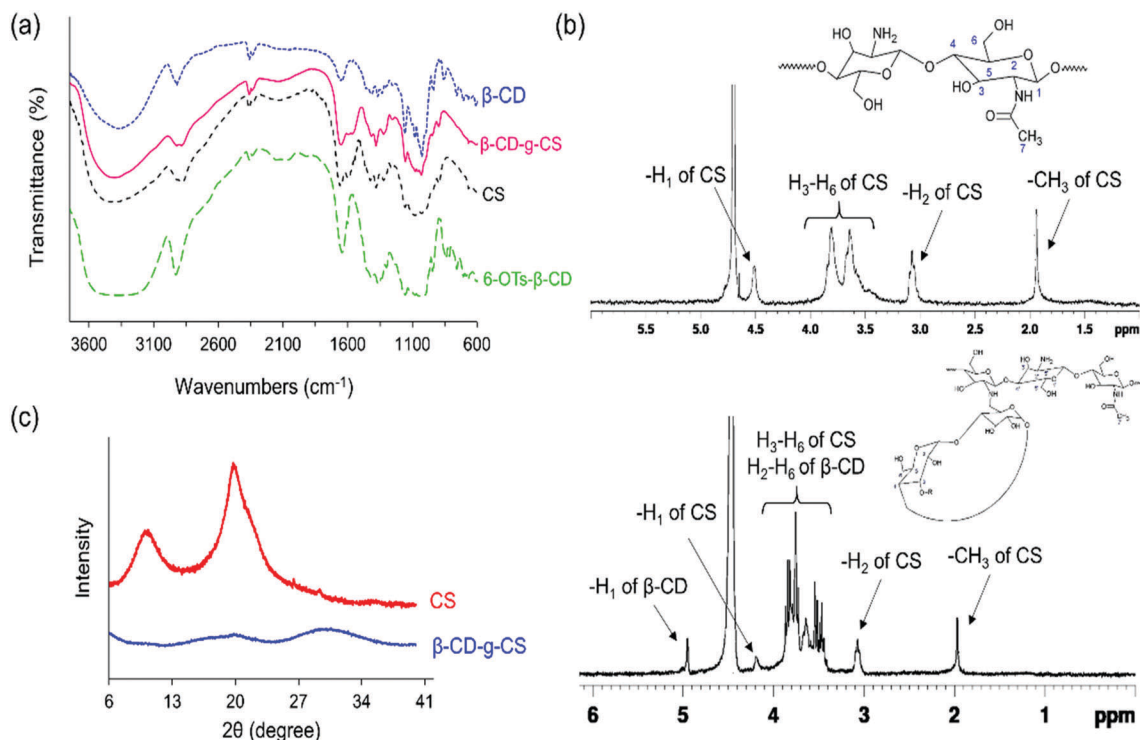 (a)
Transmittance (%)
β-CD
β-CD-g-CS
CS
6-OTs-β-CD
3600 3100 2600 2100 1600 1100 600
Wavenumbers (cm-1)
(b)
OH
HO NH2
6
4
O O
5 2
HO
3 1
OH
NH
O
CH3
7
-H1 of CS
H3-H6 of CS
-H2 of CS
-CH3 of CS
5.5 5.0 4.5 4.0 3.5 3.0 2.5 2.0 1.5
ppm
H3-H6 of CS
H2-H6 of β-CD
-H1 of CS
-H1 of β-CD
-H2 of CS
-CH3 of CS
6 5 4 3 2 1 ppm
(c)
Intensity
CS
β-CD-g-CS
6 13 20 27 34 41
2θ (degree)